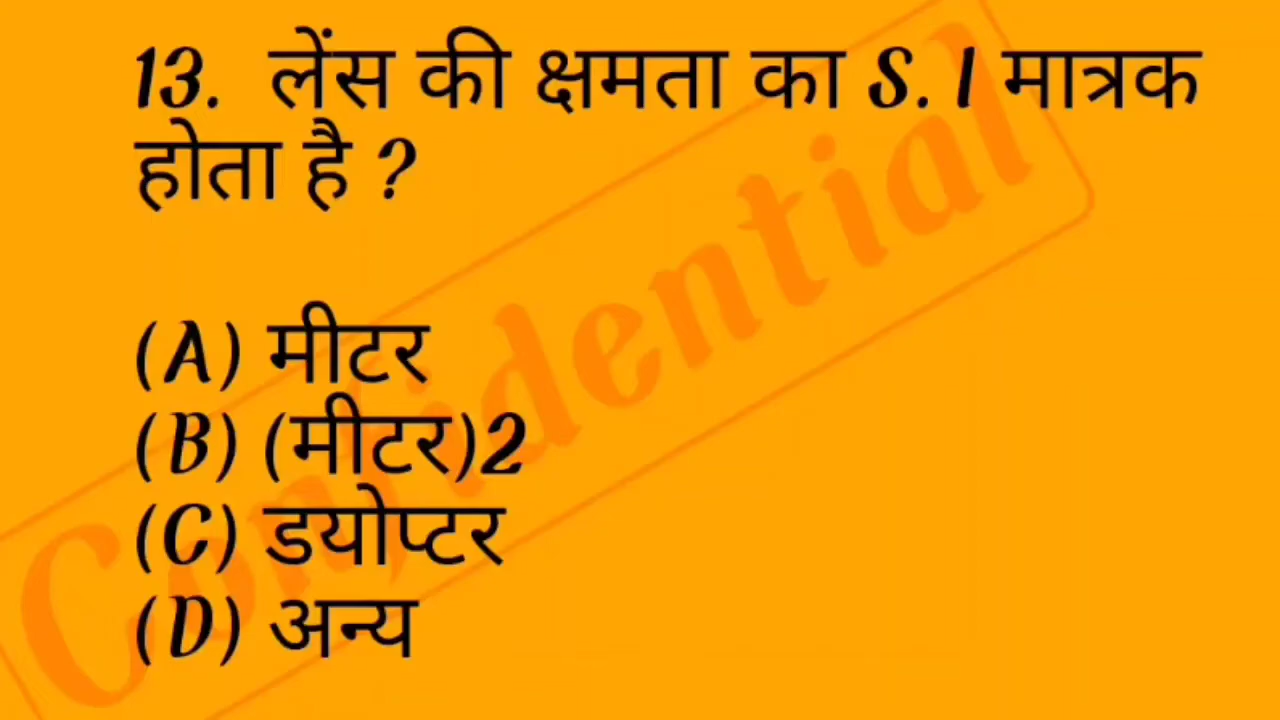 13. लेंस की क्षमता का S. I मात्रक
होता है ?
(A) मीटर
(B) (मीटर)2
(C) डयोप्टर
(D) अन्य
Confidential